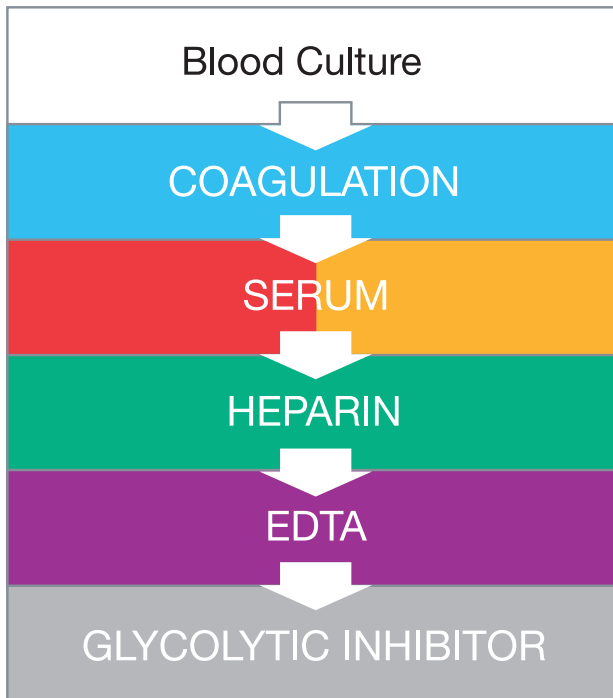 Blood Culture
COAGULATION
SERUM
HEPARIN
EDTA
GLYCOLYTIC INHIBITOR